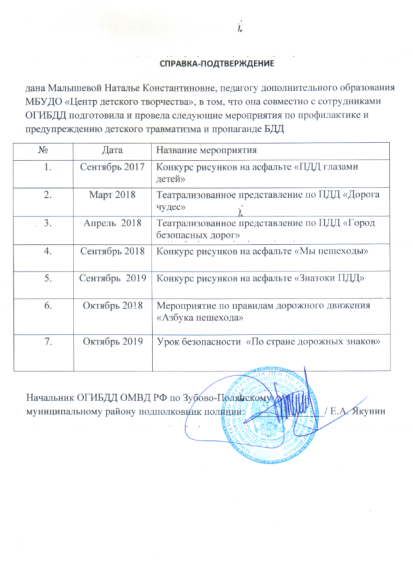 СПРАВКА-ПОДТВЕРЖДЕНИЕ
дана Малышевой Наталье Константиновне, педагогу дополнительного образования
МБУДО «Центр детского творчества», в том, что она совместно с сотрудниками
ОГИБДД подготовила и провела следующие мероприятия по профилактике и
предупреждению детского травматизма и пропаганде БДД
№ Дата Название мероприятия
1. Сентябрь 2017 Конкурс рисунков на асфальте «ПДД глазами
детей»
2. Март 2018 Театрализованное представление по ПДД «Дорога
чудес»
3. Апрель 2018 Театрализованное представление по ПДД «Город
безопасных дорог»
4. Сентябрь 2018 Конкурс рисунков на асфальте «Мы пешеходы»
5. Сентябрь 2019 Конкурс рисунков на асфальте «Знатоки ПДД»
6. Октябрь 2018 Мероприятие по правилам дорожного движения
«Азбука пешехода»
7. Октябрь 2019 Урок безопасности «По стране дорожных знаков»
Начальник ОГИБДД ОМВД РФ по Зубово-Полянскому
муниципальному району подполковник полиции: / Е.А. Якунин